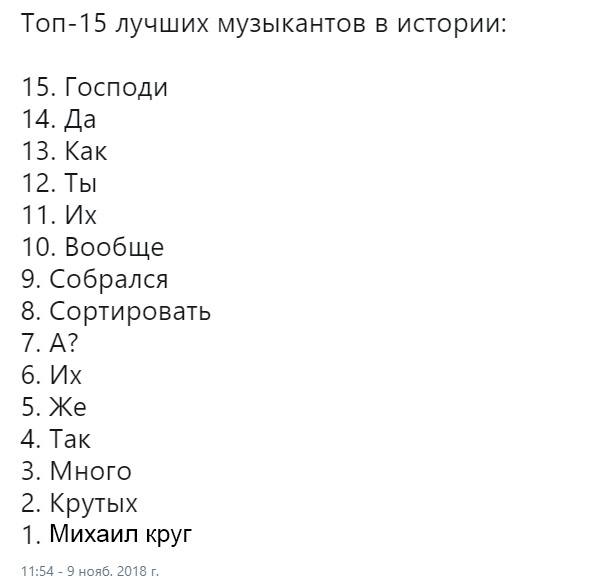 Топ-15 лучших музыкантов в истории:
15. Господи
14. Да
13. Как
12. Ты
11. Их
10. Вообще
9. Собрался
8. Сортировать
7. А?
6. Их
5. Же
4. Так
3. Много
2. Крутых
1. Михаил круг
11:54 - 9 нояб. 2018 г.